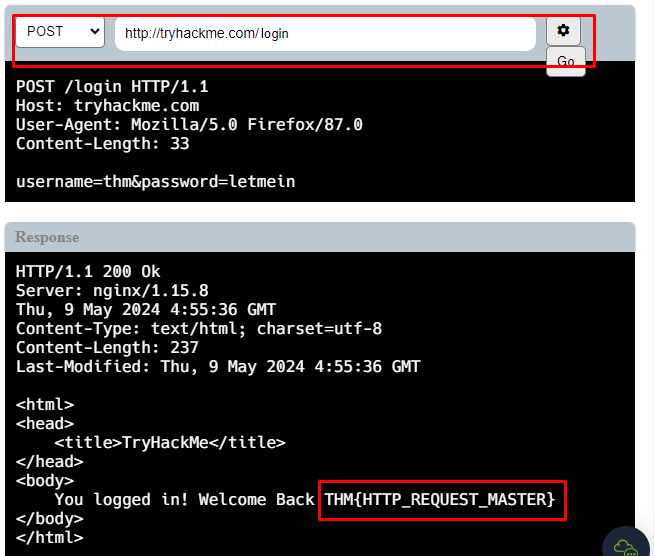 POST http://tryhackme.com/login
Go
POST /login HTTP/1.1
Host: tryhackme.com
User-Agent: Mozilla/5.0 Firefox/87.0
Content-Length: 33
username=thm&password=letmein
Response
HTTP/1.1 200 Ok
Server: nginx/1.15.8
Thu, 9 May 2024 4:55:36 GMT
Content-Type: text/html; charset=utf-8
Content-Length: 237
Last-Modified: Thu, 9 May 2024 4:55:36 GMT
<html>
<head>
    <title>TryHackMe</title>
</head>
<body>
    You logged in! Welcome Back THM{HTTP_REQUEST_MASTER}
</body>
</html>